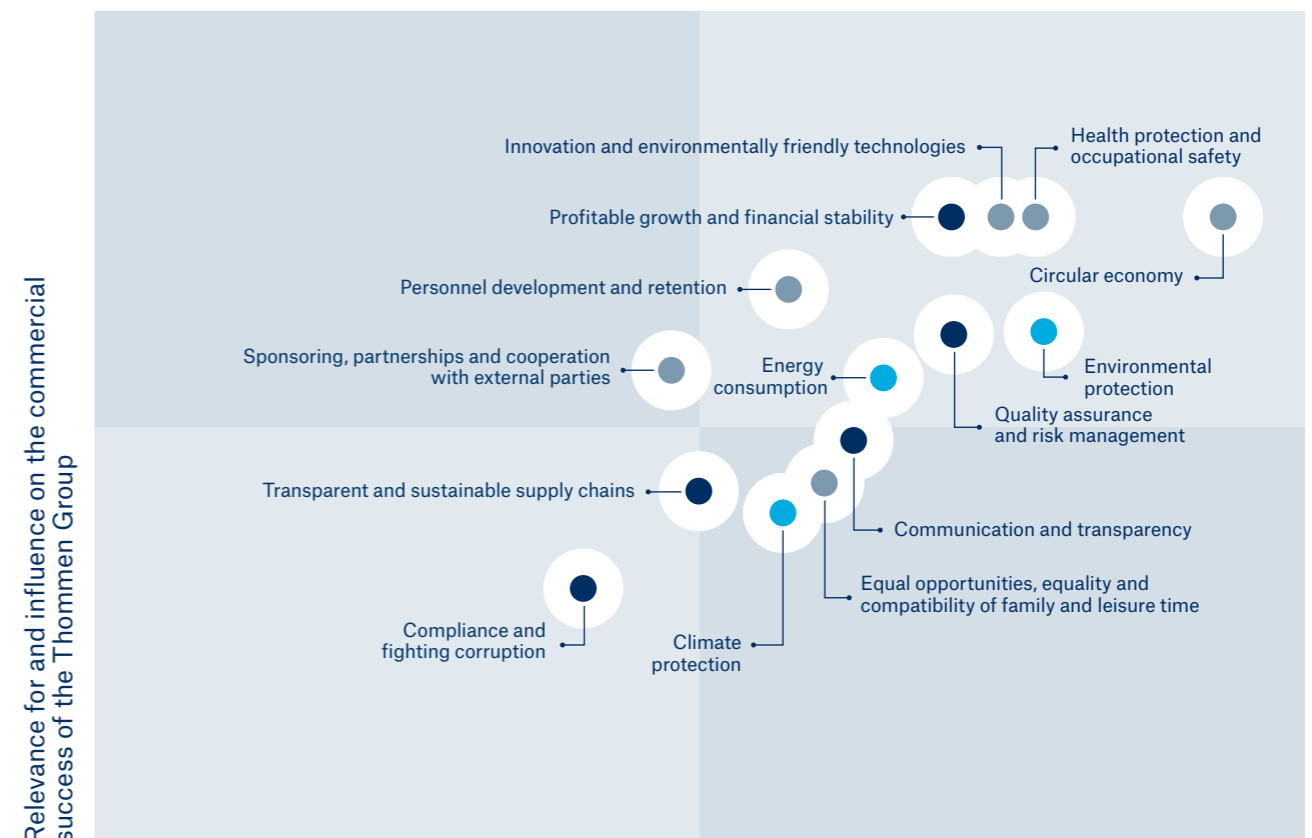 Innovation and environmentally friendly technologies
Health protection and
occupational safety
Profitable growth and financial stability
Circular economy
Personnel development and retention
Sponsoring, partnerships and cooperation
with external parties
Energy
consumption
Environmental
protection
Quality assurance
and risk management
Transparent and sustainable supply chains
Communication and transparency
Equal opportunities, equality and
compatibility of family and leisure time
Compliance and
fighting corruption
Climate
protection
Relevance for and influence on the commercial
success of the Thommen Group